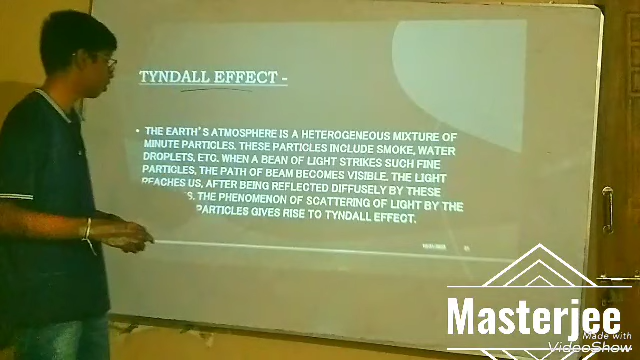 TYNDALL EFFECT -
• THE EARTH'S ATMOSPHERE IS A HETEROGENEOUS MIXTURE OF
MINUTE PARTICLES. THESE PARTICLES INCLUDE SMOKE, WATER
DROPLETS, ETC. WHEN A BEAN OF LIGHT STRIKES SUCH FINE
PARTICLES, THE PATH OF BEAM BECOMES VISIBLE. THE LIGHT
REACHES US, AFTER BEING REFLECTED DIFFUSELY BY THESE
THE PHENOMENON OF SCATTERING OF LIGHT BY THE
PARTICLES GIVES RISE TO TYNDALL EFFECT.
Masterjee
Made with
VideoShow